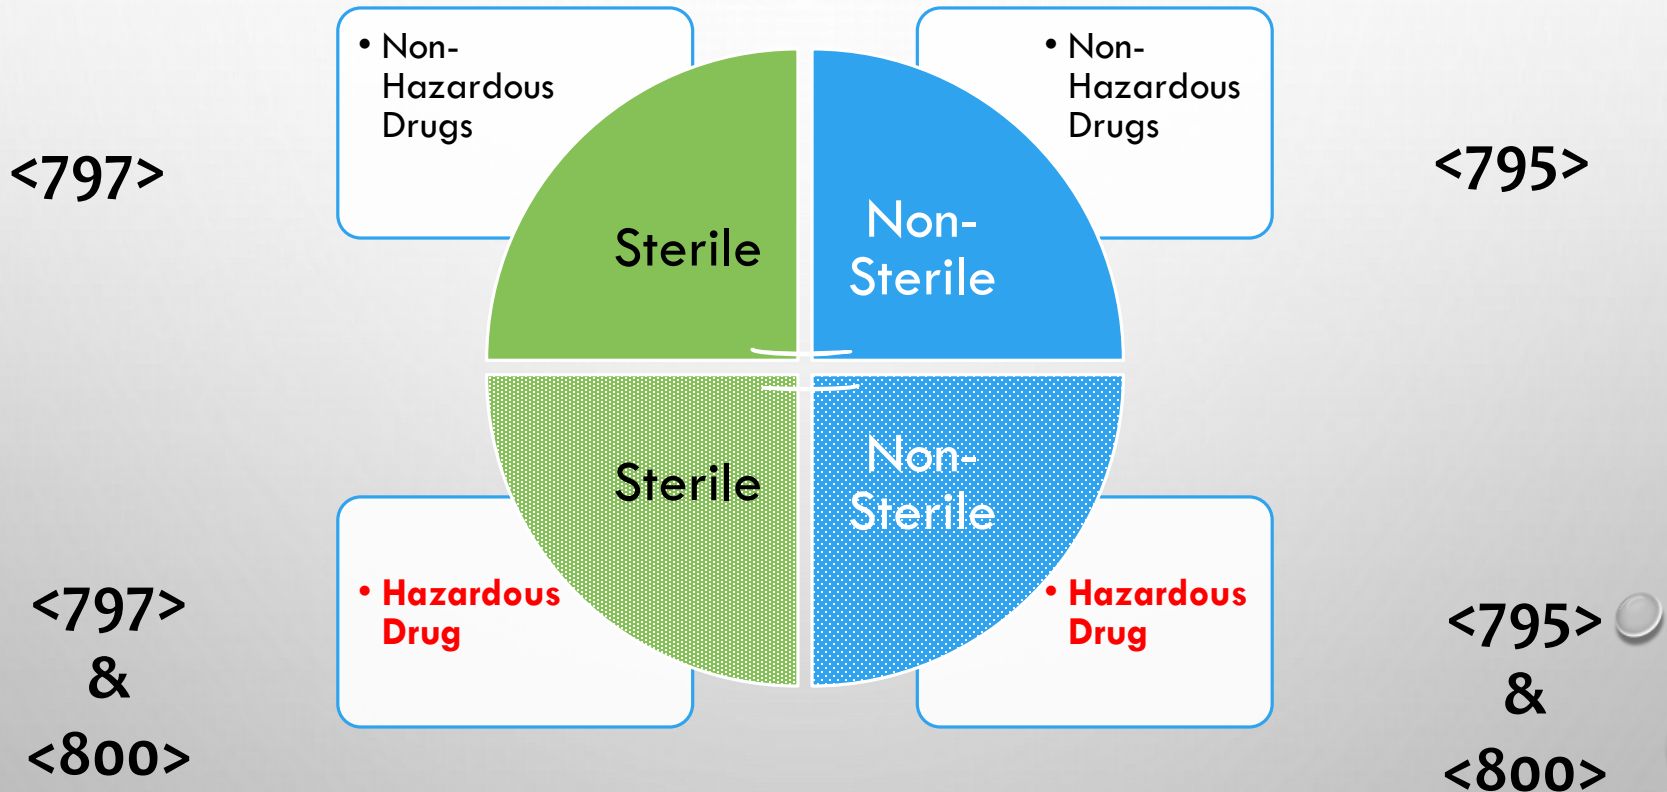 • Non-
Hazardous
Drugs
• Non-
Hazardous
Drugs
<797>
<795>
Sterile
Non-
Sterile
Sterile
Non-
Sterile
• Hazardous
Drug
• Hazardous
Drug
<797>
&
<800>
<795>
&
<800>